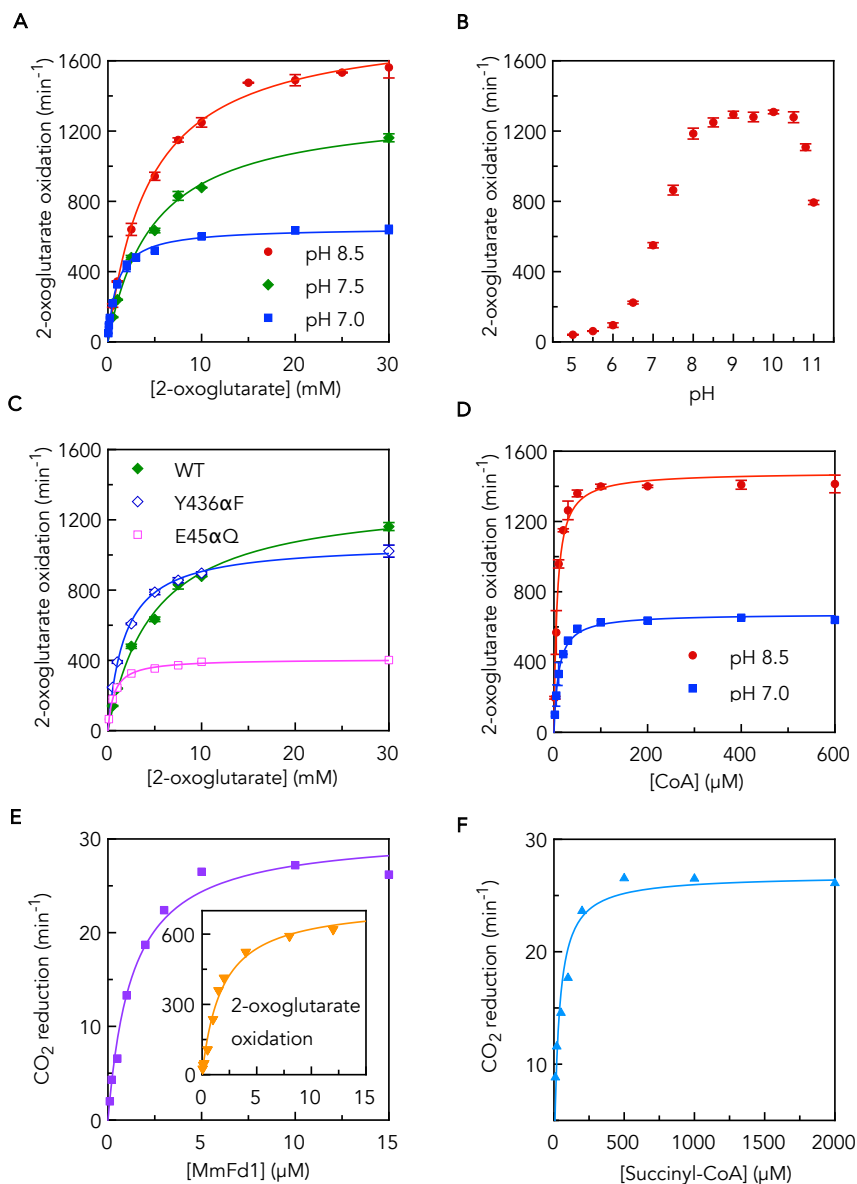 A
2-oxoglutarate oxidation (min⁻¹)
1600
1200
800
400
0
0
10
20
30
pH 8.5
pH 7.5
pH 7.0
[2-oxoglutarate] (mM)
B
2-oxoglutarate oxidation (min⁻¹)
1600
1200
800
400
0
5 6 7 8 9 10 11
pH
C
2-oxoglutarate oxidation (min⁻¹)
1600
1200
800
400
0
0
10
20
30
WT
Y436αF
E45αQ
[2-oxoglutarate] (mM)
D
2-oxoglutarate oxidation (min⁻¹)
1600
1200
800
400
0
0
200
400
600
pH 8.5
pH 7.0
[CoA] (µM)
E
CO₂ reduction (min⁻¹)
30
20
10
0
0
5
10
15
600
300
0
0
5
10
15
2-oxoglutarate
oxidation
[MmFd1] (µM)
F
CO₂ reduction (min⁻¹)
30
20
10
0
500
1000
1500
2000
[Succinyl-CoA] (µM)